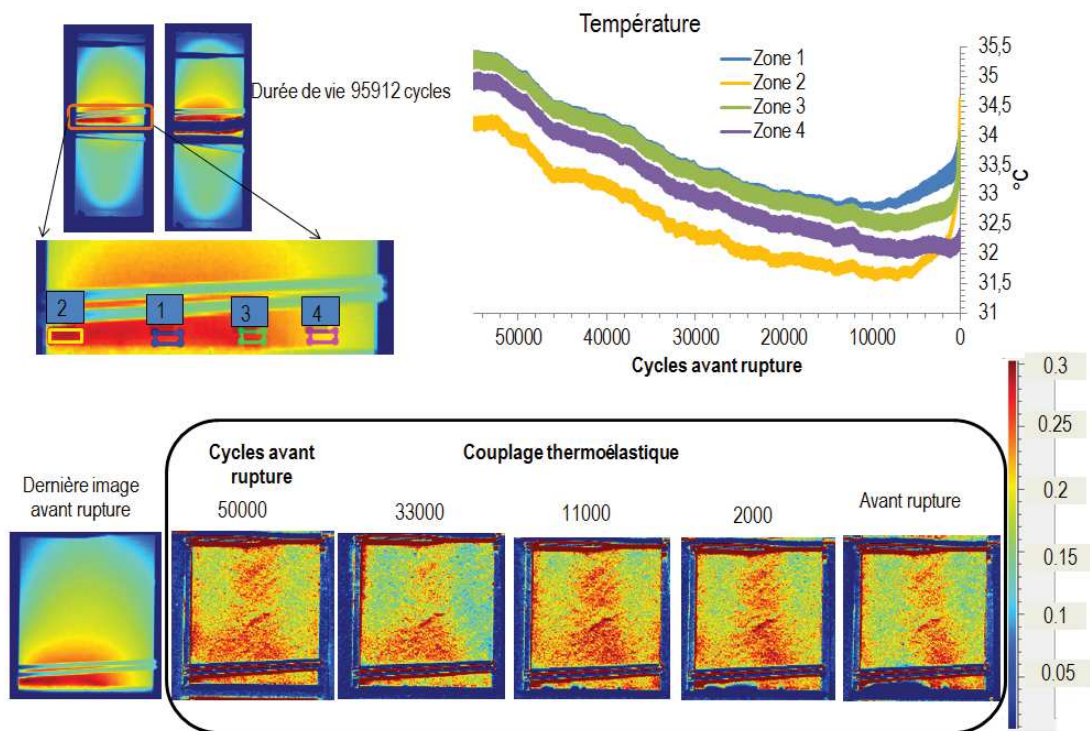 Température
Durée de vie 95912 cycles
Zone 1
Zone 2
Zone 3
Zone 4
35,5
35
34,5
34
33,5
33
32,5
32
31,5
31
°C
50000
40000
30000
20000
10000
0
Cycles avant rupture
2
1
3
4
Dernière image
avant rupture
Cycles avant
rupture
Couplage thermoélastique
50000
33000
11000
2000
Avant rupture
0.3
0.25
0.2
0.15
0.1
0.05